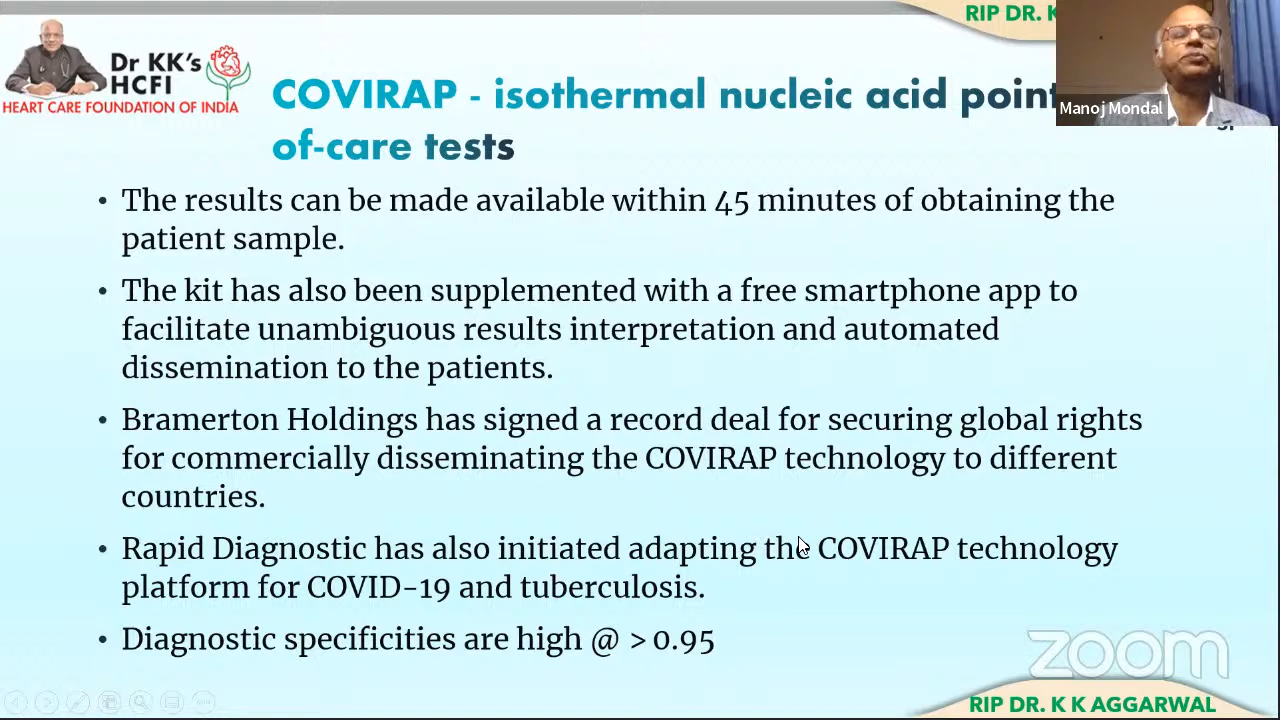 RIP DR. K
Dr KK's
HCFI
HEART CARE FOUNDATION OF INDIA
COVIRAP - isothermal nucleic acid point
of-care tests
Manoj Mondal
• The results can be made available within 45 minutes of obtaining the
patient sample.
• The kit has also been supplemented with a free smartphone app to
facilitate unambiguous results interpretation and automated
dissemination to the patients.
• Bramerton Holdings has signed a record deal for securing global rights
for commercially disseminating the COVIRAP technology to different
countries.
• Rapid Diagnostic has also initiated adapting the COVIRAP technology
platform for COVID-19 and tuberculosis.
• Diagnostic specificities are high @ > 0.95
zoom
RIP DR. K K AGGARWAL